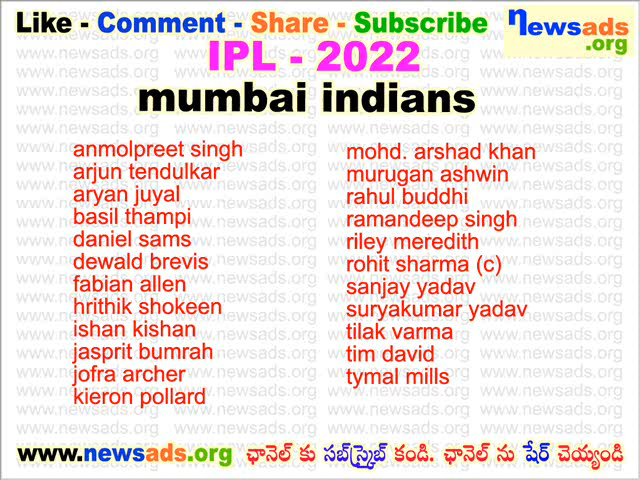 Like - Comment - Share - Subscribe
newsads
.org
IPL - 2022
mumbai indians
anmolpreet singh
arjun tendulkar
aryan juyal
basil thampi
daniel sams
dewald brevis
fabian allen
hrithik shokeen
ishan kishan
jasprit bumrah
jofra archer
kieron pollard
mohd. arshad khan
murugan ashwin
rahul buddhi
ramandeep singh
riley meredith
rohit sharma (c)
sanjay yadav
suryakumar yadav
tilak varma
tim david
tymal mills
www.newsads.org ఛానెల్ కు సబ్‌స్క్రైబ్ కండి. ఛానెల్ ను షేర్ చెయ్యండి